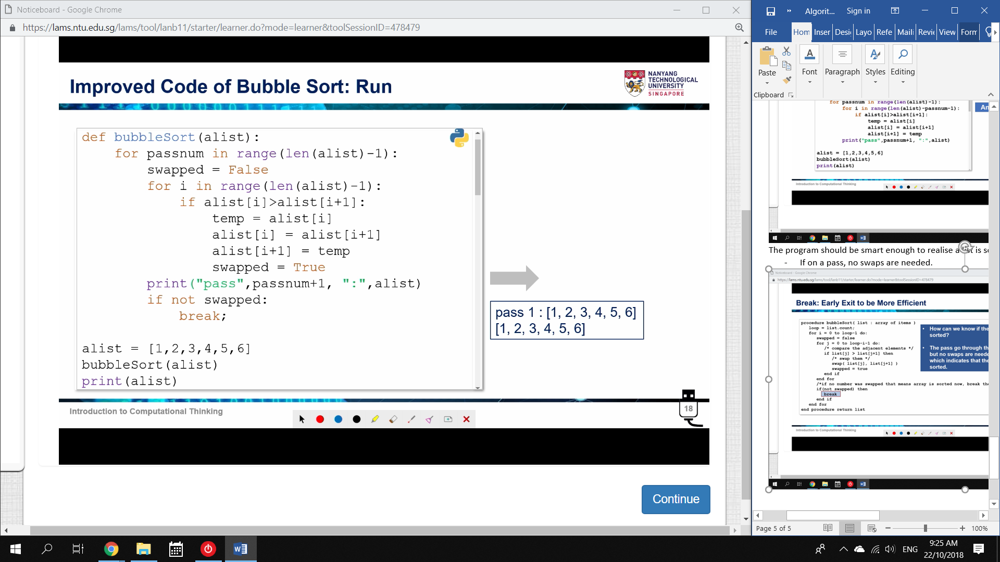 Noticeboard - Google Chrome
https://lams.ntu.edu.sg/lams/tool/lanb11/starter/learner.do?mode=learner&toolSessionID=478479
Improved Code of Bubble Sort: Run
NANYANG
TECHNOLOGICAL
UNIVERSITY
SINGAPORE
def bubbleSort(alist):
for passnum in range(len(alist)-1):
swapped = False
for i in range(len(alist)-1):
if alist[i]>alist[i+1]:
temp = alist[i]
alist[i] = alist[i+1]
alist[i+1] = temp
swapped = True
print("pass",passnum+1, ":",alist)
if not swapped:
break;
alist = [1,2,3,4,5,6]
bubbleSort(alist)
print(alist)
pass 1 : [1, 2, 3, 4, 5, 6]
[1, 2, 3, 4, 5, 6]
Introduction to Computational Thinking
18
Continue
Algorit...
Sign in
File
Hom
Inser
Desi
Layo
Refe
Maili
Revi
View
Form
Paste
Font
Paragraph
Styles
Editing
Clipboard
for passnum in range(len(alist)-1):
for i in range(len(alist)-passnum-1):
if alist[i]>alist[i+1]:
temp = alist[i]
alist[i] = alist[i+1]
alist[i+1] = temp
print("pass",passnum+1, ":",alist)
alist = [1,2,3,4,5,6]
bubbleSort(alist)
print(alist)
An
Introduction to Computational Thinking
The program should be smart enough to realise a list is so
- If on a pass, no swaps are needed.
Noticeboard - Google Chrome
https://lams.ntu.edu.sg/lams/tool/lanb11/starter/learner.do?mode=learner&toolSessionID=478479
Break: Early Exit to be More Efficient
procedure bubbleSort( list : array of items )
loop = list.count;
for i = 0 to loop-1 do:
swapped = false
for j = 0 to loop-i-1 do:
/* compare the adjacent elements */
if list[j] > list[j+1] then
/* swap them */
swap( list[j], list[j+1] )
swapped = true
end if
end for
/*if no number was swapped that means array is sorted now, break the
if(not swapped) then
break
end if
end for
end procedure return list
• How can we know if the
sorted?
• The pass go through th
but no swaps are neede
which indicates that the
sorted.
Introduction to Computational Thinking
Page 5 of 5
100%
ENG
9:25 AM
22/10/2018